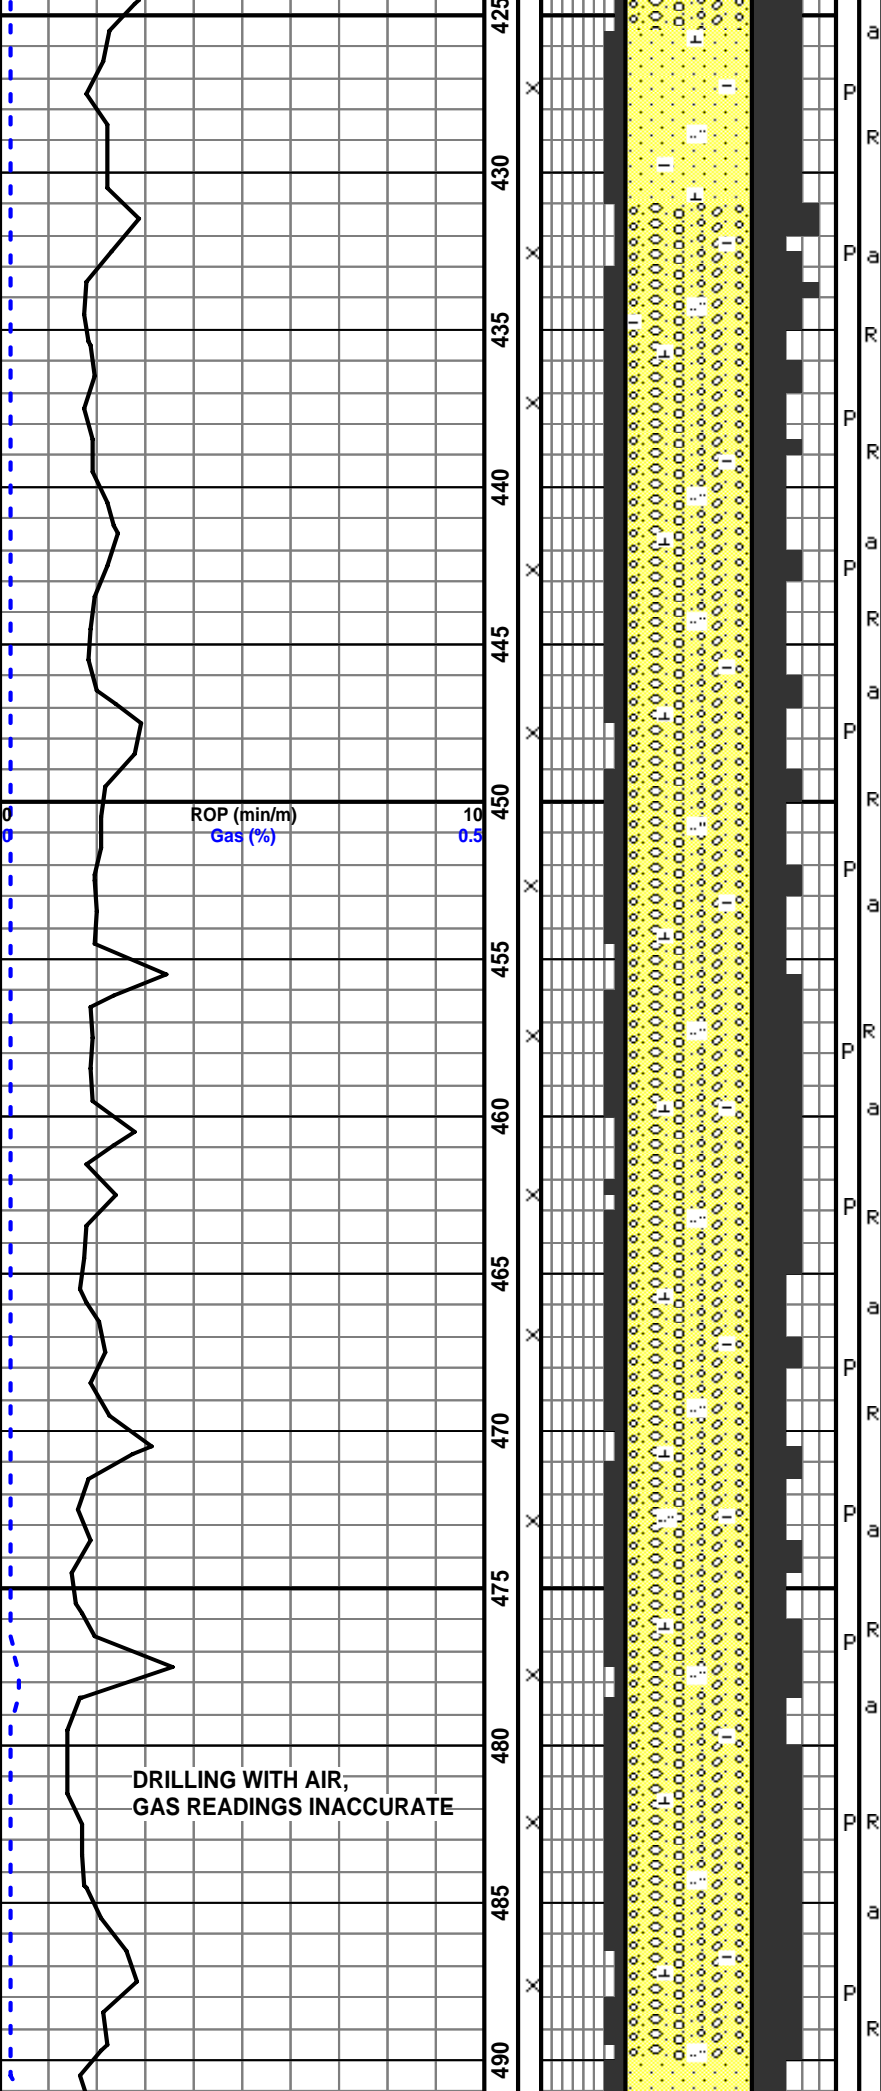 425
a
P
R
430
P
a
435
R
P
R
440
a
P
R
445
a
P
R
0 ROP (min/m) 10
0 Gas (%) 0.5
450
P
a
455
R
P
a
460
P
R
465
a
P
R
470
P
a
475
R
P
a
480
DRILLING WITH AIR,
GAS READINGS INACCURATE
P
R
485
a
P
R
490